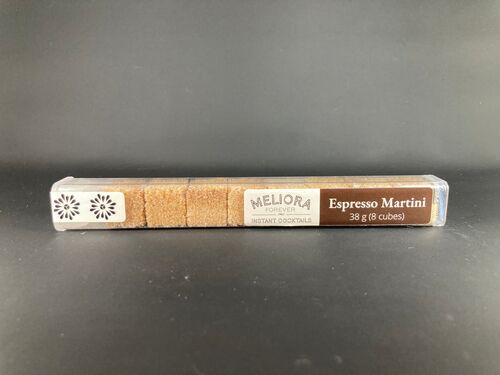 MELIORA
FOREVER
INSTANT COCKTAILS
Espresso Martini
38 g (8 cubes)